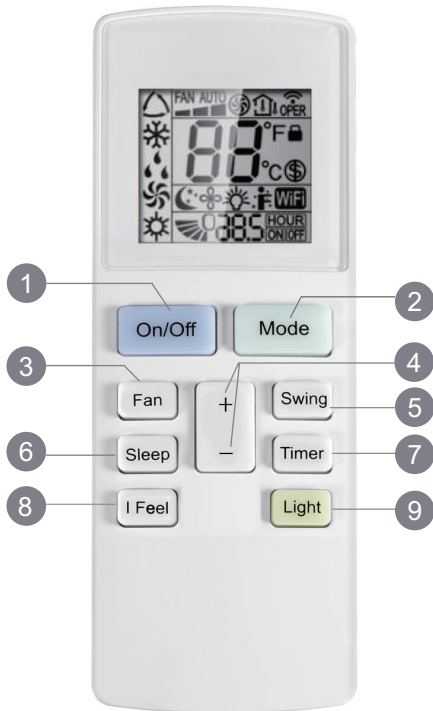 FAN AUTO
OPER
88 °F
°C
WiFi
HOUR
ON OFF
1
2
On/Off Mode
3
4
Fan + Swing
5
6
Sleep – Timer
7
8
I Feel Light
9